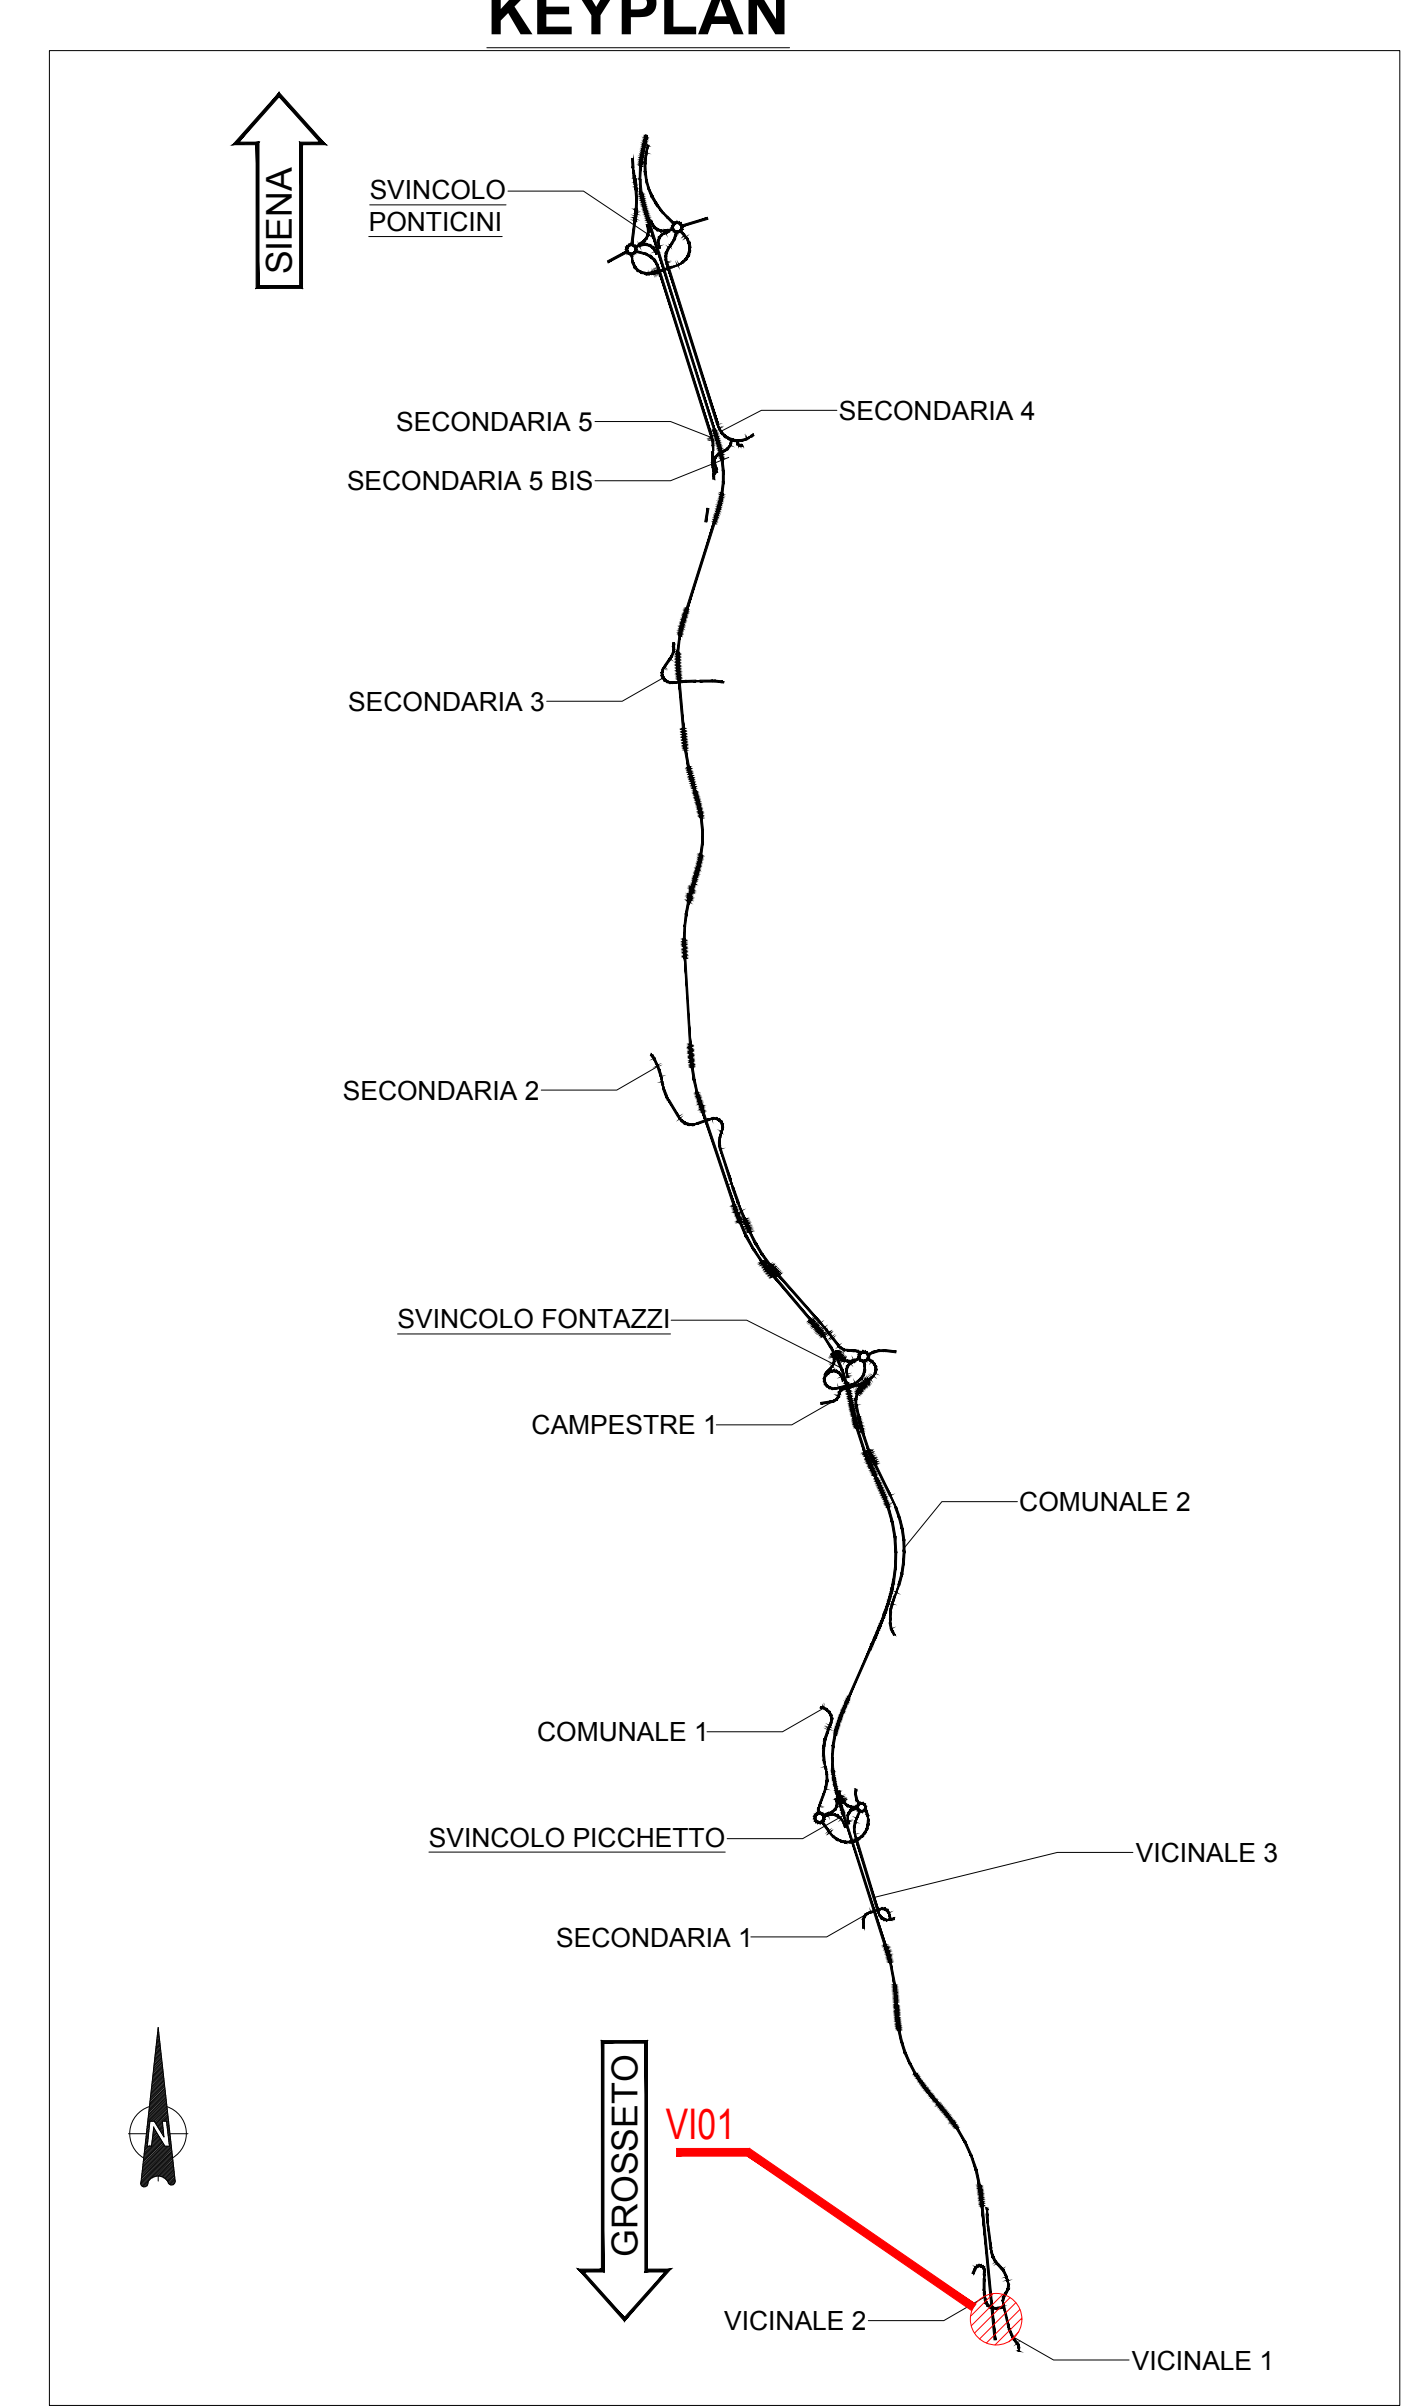 KEYPLAN
SIENA
SVINCOLO
PONTICINI
SECONDARIA 4
SECONDARIA 5
SECONDARIA 5 BIS
SECONDARIA 3
SECONDARIA 2
SVINCOLO FONTAZZI
CAMPESTRE 1
COMUNALE 2
COMUNALE 1
SVINCOLO PICCHETTO
VICINALE 3
SECONDARIA 1
GROSSETO
VI01
N
VICINALE 2
VICINALE 1